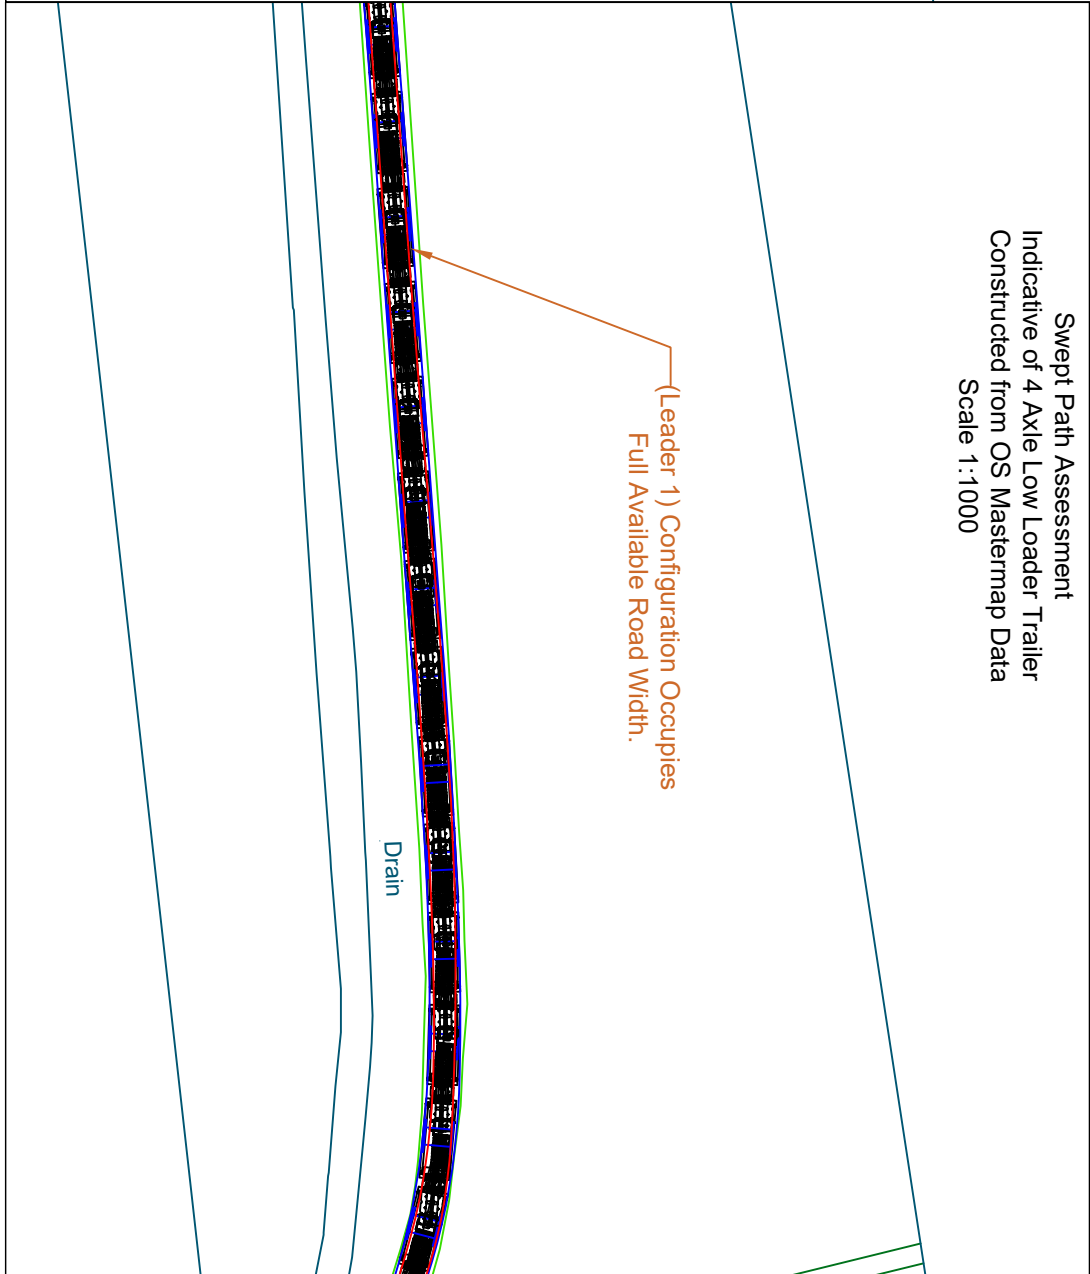 Swept Path Assessment
Indicative of 4 Axle Low Loader Trailer
Constructed from OS Mastermap Data
Scale 1:1000
(Leader 1) Configuration Occupies
Full Available Road Width.
Drain